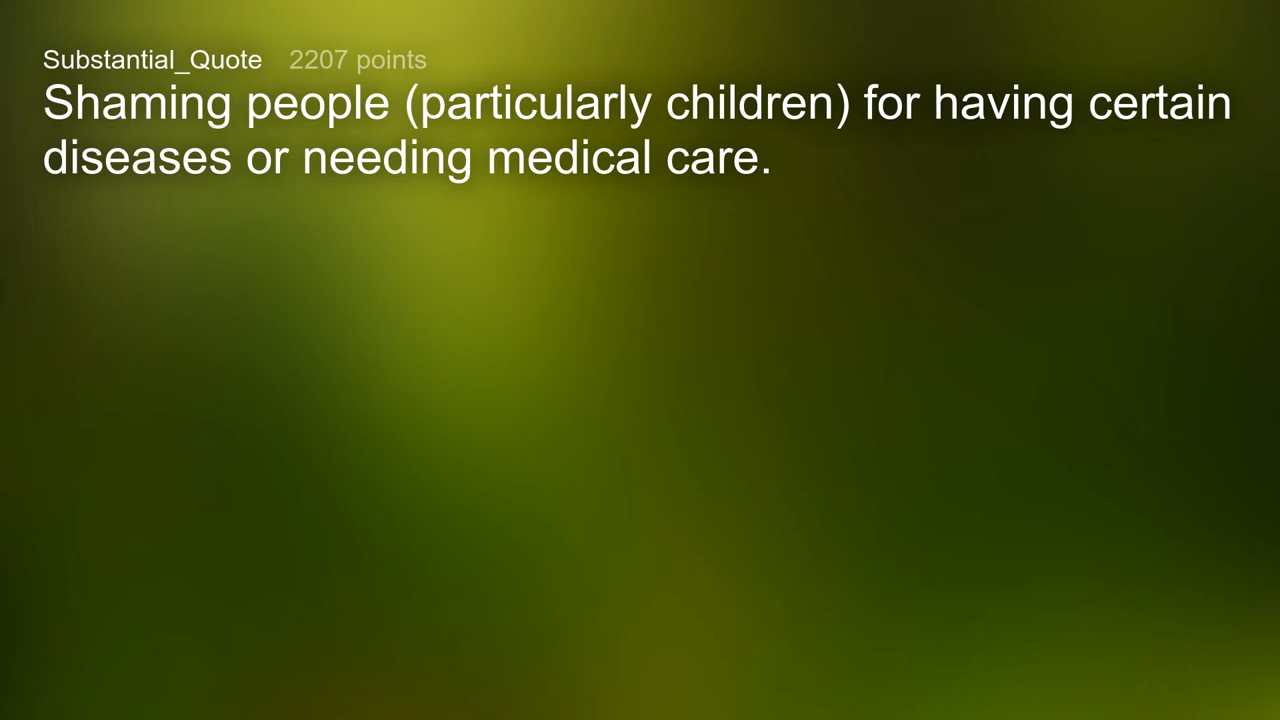 Substantial_Quote 2207 points
Shaming people (particularly children) for having certain
diseases or needing medical care.